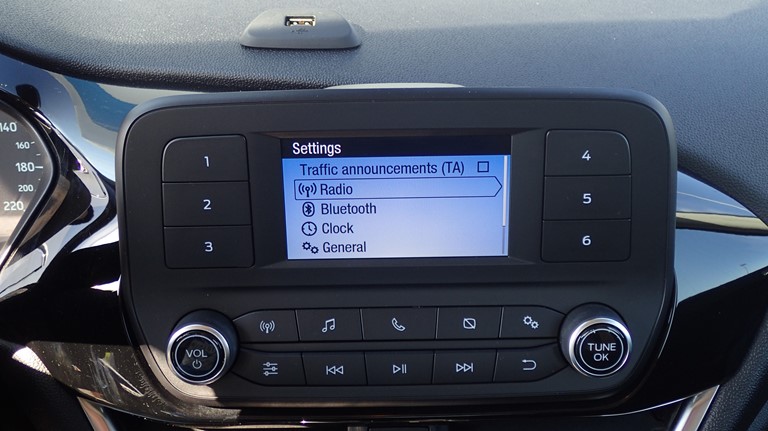 140
160
180
200
220
Settings
Traffic announcements (TA)
Radio
Bluetooth
Clock
General
1
2
3
4
5
6
VOL
TUNE
OK